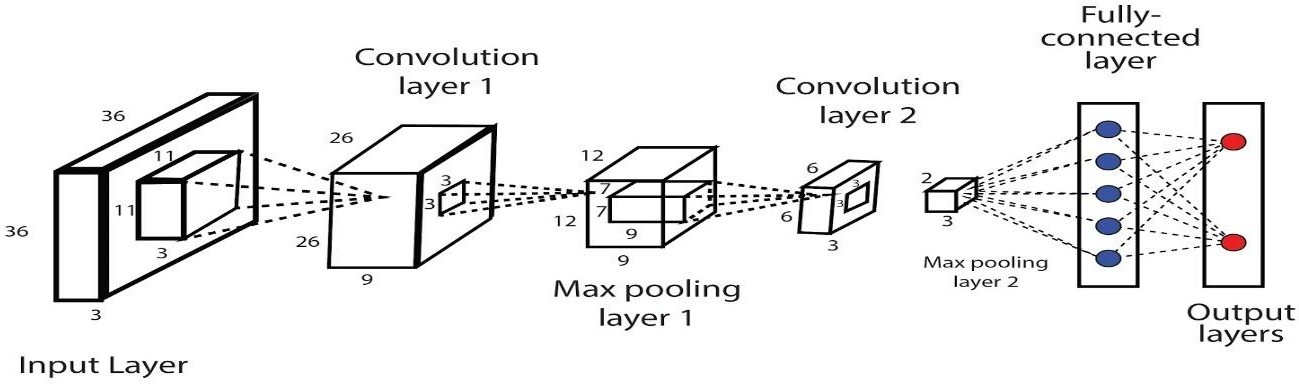 Fully-
connected
layer
Convolution
layer 1
Convolution
layer 2
36
11
11
3
36
3
26
3
3
26
9
12
7
7
12
9
9
6
3
3
6
3
2
3
Max pooling
layer 2
Max pooling
layer 1
Output
layers
Input Layer